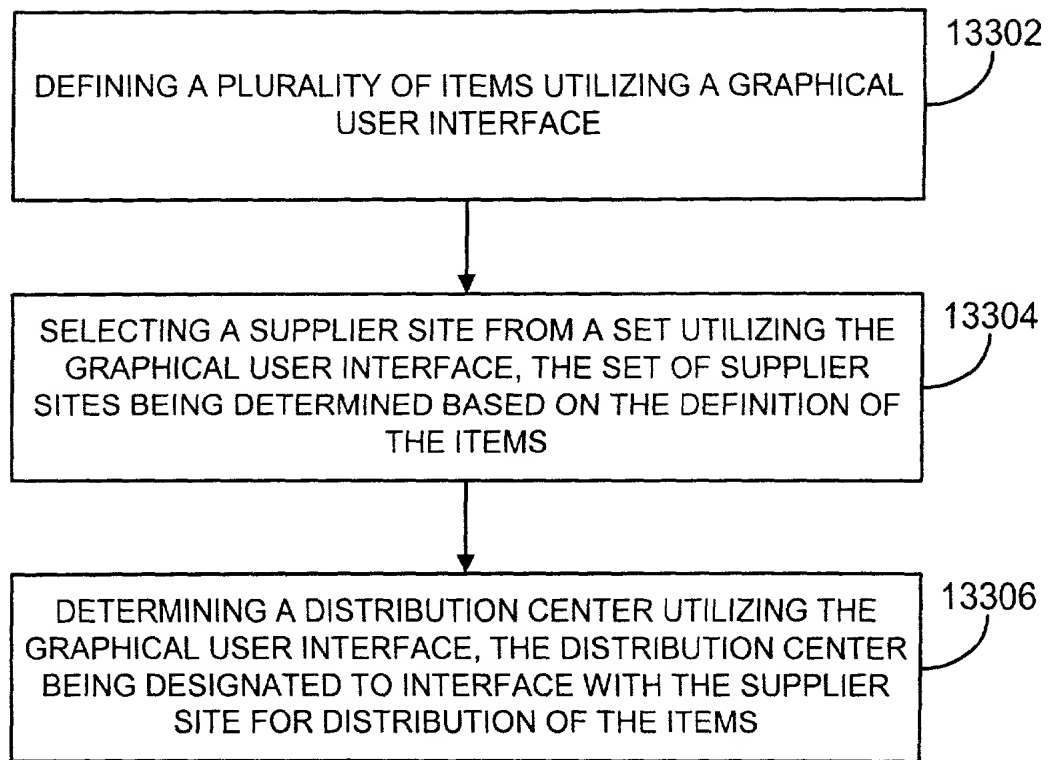 13302
DEFINING A PLURALITY OF ITEMS UTILIZING A GRAPHICAL
USER INTERFACE
13304
SELECTING A SUPPLIER SITE FROM A SET UTILIZING THE
GRAPHICAL USER INTERFACE, THE SET OF SUPPLIER
SITES BEING DETERMINED BASED ON THE DEFINITION OF
THE ITEMS
13306
DETERMINING A DISTRIBUTION CENTER UTILIZING THE
GRAPHICAL USER INTERFACE, THE DISTRIBUTION CENTER
BEING DESIGNATED TO INTERFACE WITH THE SUPPLIER
SITE FOR DISTRIBUTION OF THE ITEMS